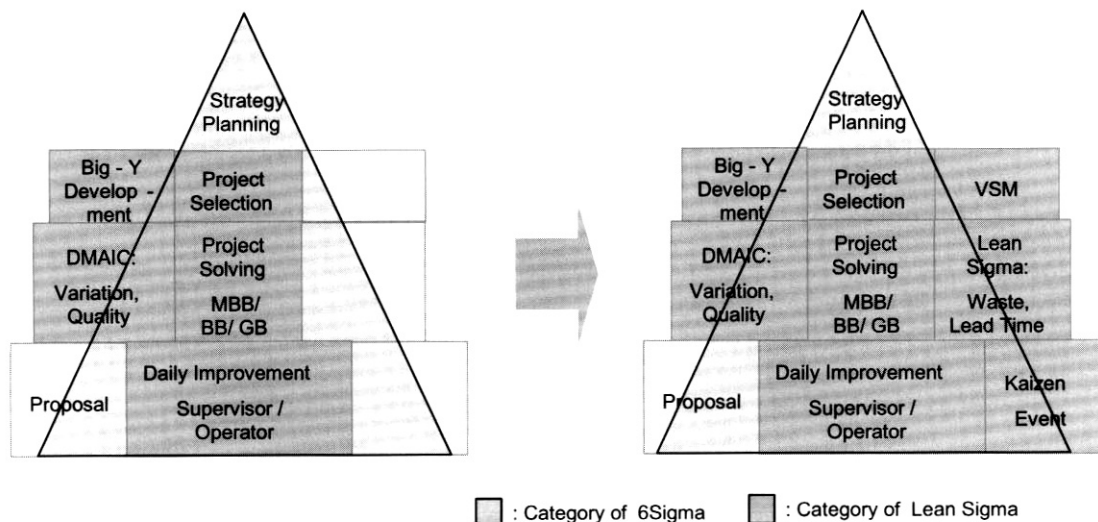 Strategy
Planning
Big - Y
Develop -
ment
Project
Selection
DMAIC:
Variation,
Quality
Project
Solving
MBB/
BB/ GB
Proposal
Daily Improvement
Supervisor /
Operator
Strategy
Planning
Big - Y
Develop -
ment
Project
Selection
VSM
DMAIC:
Variation,
Quality
Project
Solving
MBB/
BB/ GB
Lean
Sigma:
Waste,
Lead Time
Proposal
Daily Improvement
Supervisor /
Operator
Kaizen
Event
: Category of 6Sigma
: Category of Lean Sigma